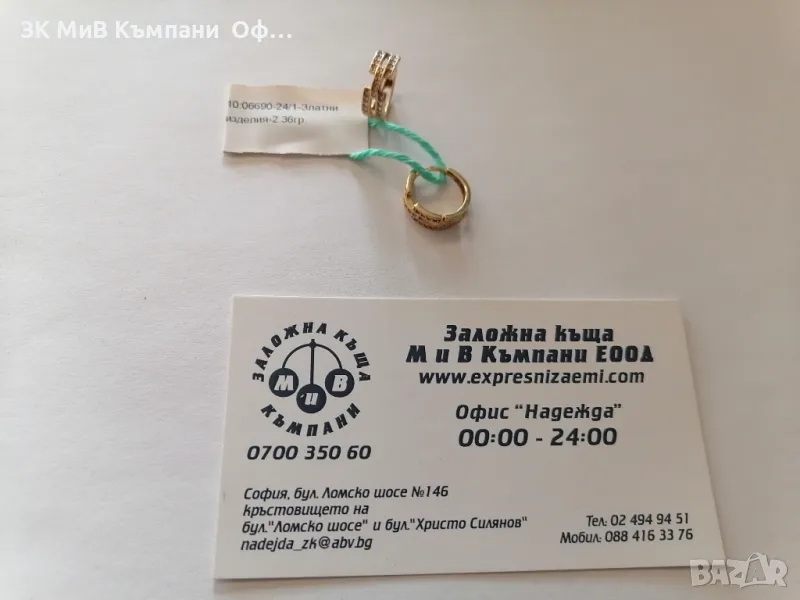 ЗК МиВ Къмпани Оф...
10:06690-24/1-Златни
изделия-2.36гр.
ЗАЛОЖНА КЪЩА
М и В
КЪМПАНИ
0700 350 60
Заложна къща
М и В Къмпани ЕООД
www.expresnizaemi.com
Офис "Надежда"
00:00 - 24:00
София, бул. Ломско шосе №146
кръстовището на
бул."Ломско шосе" и бул."Христо Силянов"
nadejda_zk@abv.bg
Тел: 02 494 94 51
Мобил: 088 416 33 76
BAZAR